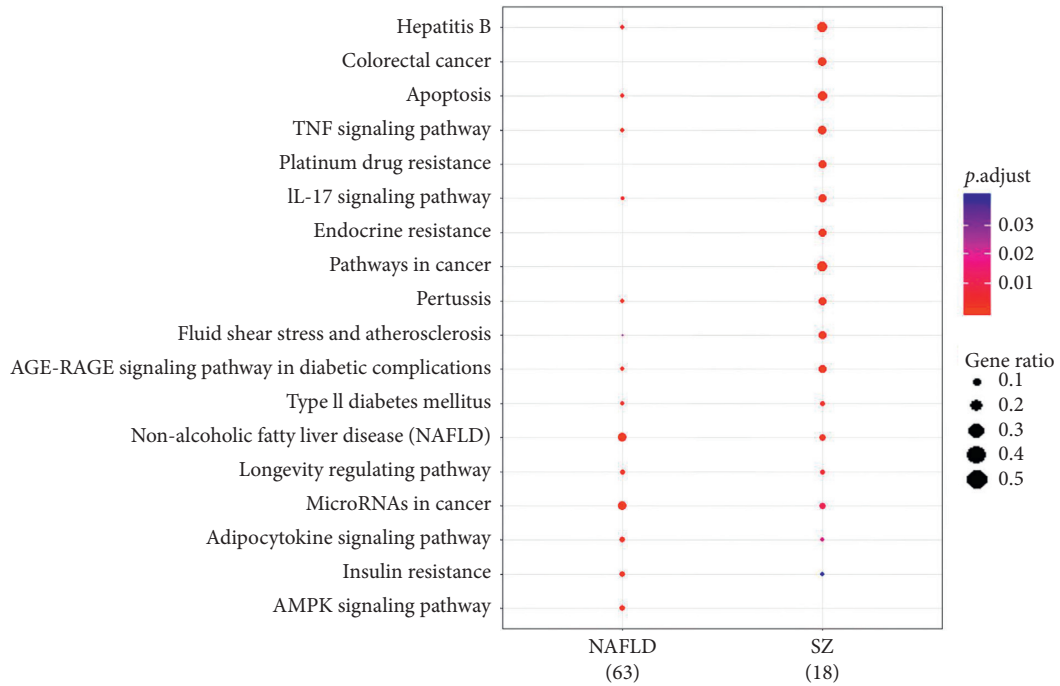 Hepatitis B
Colorectal cancer
Apoptosis
TNF signaling pathway
Platinum drug resistance
lL-17 signaling pathway
Endocrine resistance
Pathways in cancer
Pertussis
Fluid shear stress and atherosclerosis
AGE-RAGE signaling pathway in diabetic complications
Type ll diabetes mellitus
Non-alcoholic fatty liver disease (NAFLD)
Longevity regulating pathway
MicroRNAs in cancer
Adipocytokine signaling pathway
Insulin resistance
AMPK signaling pathway
NAFLD
(63)
SZ
(18)
p.adjust
0.03
0.02
0.01
Gene ratio
0.1
0.2
0.3
0.4
0.5